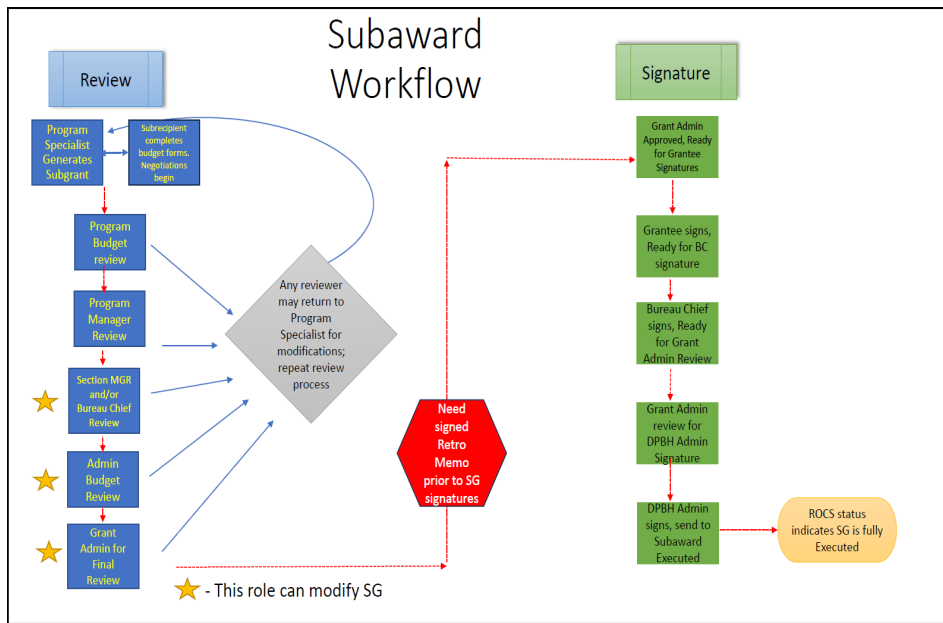 Subaward
Workflow
Review
Program
Specialist
Generates
Subgrant
Subrecipient
completes
budget forms.
Negotiations
begin
Program
Budget
review
Program
Manager
Review
Section MGR
and/or
Bureau Chief
Review
Admin
Budget
Review
Grant
Admin for
Final
Review
Any reviewer
may return to
Program
Specialist for
modifications;
repeat review
process
Need
signed
Retro
Memo
prior to SG
signatures
- This role can modify SG
Signature
Grant Admin
Approved, Ready
for Grantee
Signatures
Grantee signs,
Ready for BC
signature
Bureau Chief
signs, Ready
for Grant
Admin Review
Grant Admin
review for
DPBH Admin
Signature
DPBH Admin
signs, send to
Subaward
Executed
ROCS status
indicates SG is fully
Executed